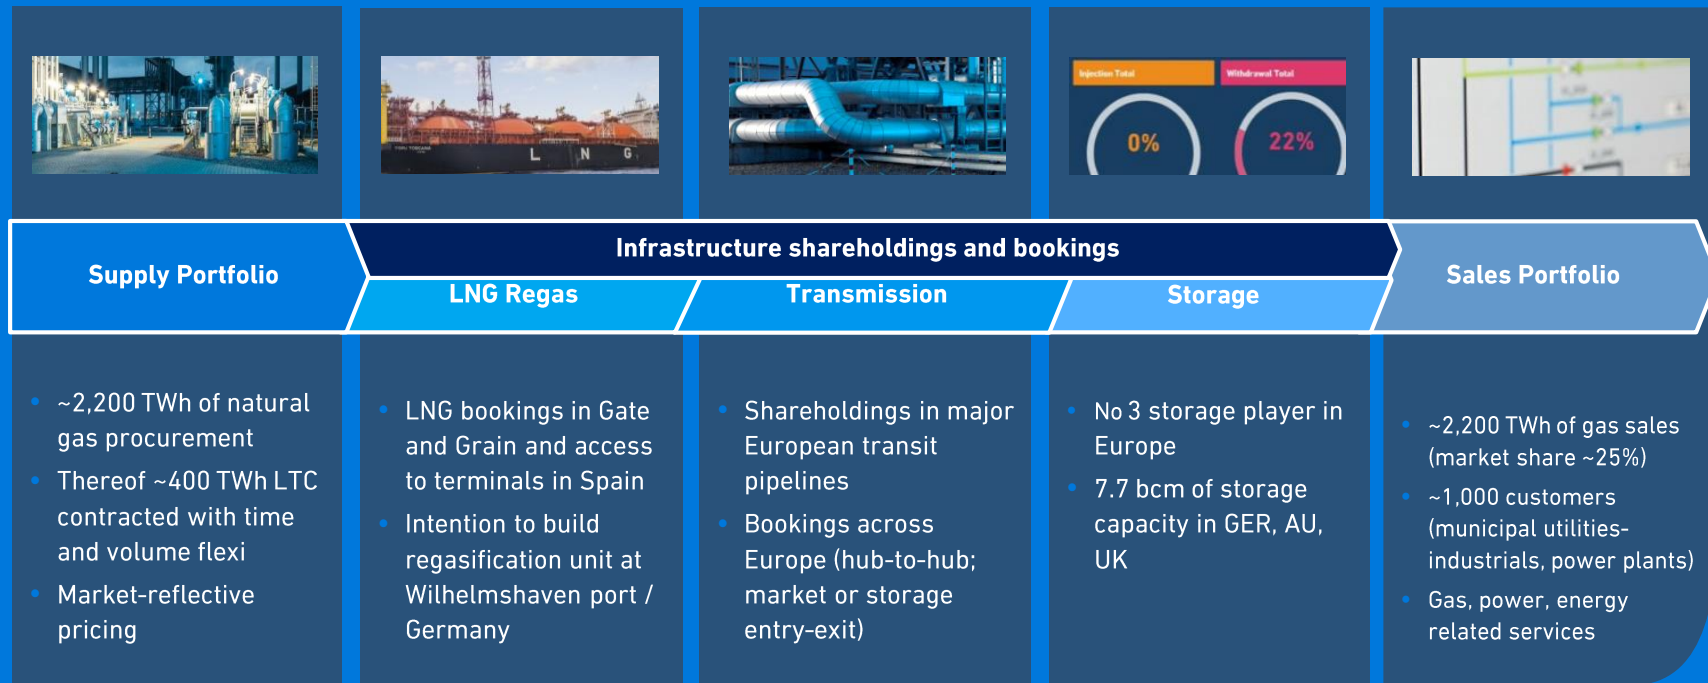 L N G
Injection Total
Withdrawal Total
0%
22%
Supply Portfolio
Infrastructure shareholdings and bookings
LNG Regas
Transmission
Storage
Sales Portfolio
• ~2,200 TWh of natural
gas procurement
• Thereof ~400 TWh LTC
contracted with time
and volume flexi
• Market-reflective
pricing
• LNG bookings in Gate
and Grain and access
to terminals in Spain
• Intention to build
regasification unit at
Wilhelmshaven port /
Germany
• Shareholdings in major
European transit
pipelines
• Bookings across
Europe (hub-to-hub;
market or storage
entry-exit)
• No 3 storage player in
Europe
• 7.7 bcm of storage
capacity in GER, AU,
UK
• ~2,200 TWh of gas sales
(market share ~25%)
• ~1,000 customers
(municipal utilities-
industrials, power plants)
• Gas, power, energy
related services